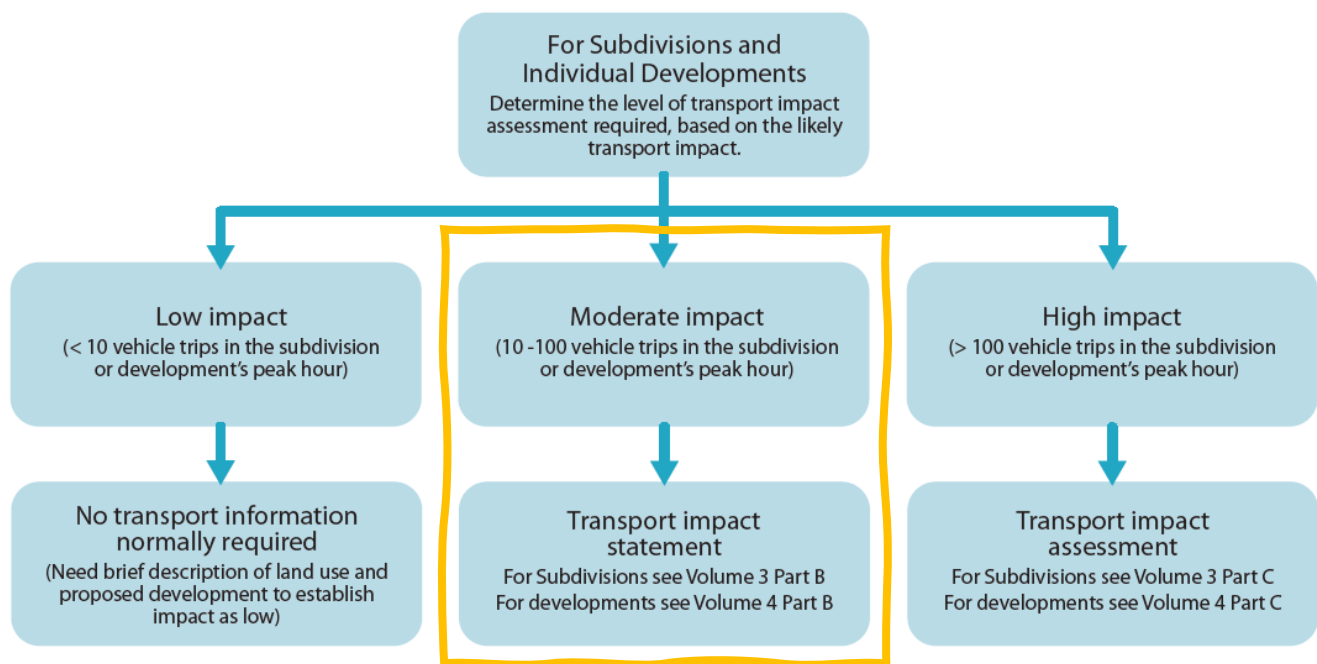 For Subdivisions and
Individual Developments
Determine the level of transport impact
assessment required, based on the likely
transport impact.
Low impact
(< 10 vehicle trips in the subdivision
or development's peak hour)
Moderate impact
(10 -100 vehicle trips in the subdivision
or development's peak hour)
High impact
(> 100 vehicle trips in the subdivision
or development's peak hour)
No transport information
normally required
(Need brief description of land use and
proposed development to establish
impact as low)
Transport impact
statement
For Subdivisions see Volume 3 Part B
For developments see Volume 4 Part B
Transport impact
assessment
For Subdivisions see Volume 3 Part C
For developments see Volume 4 Part C